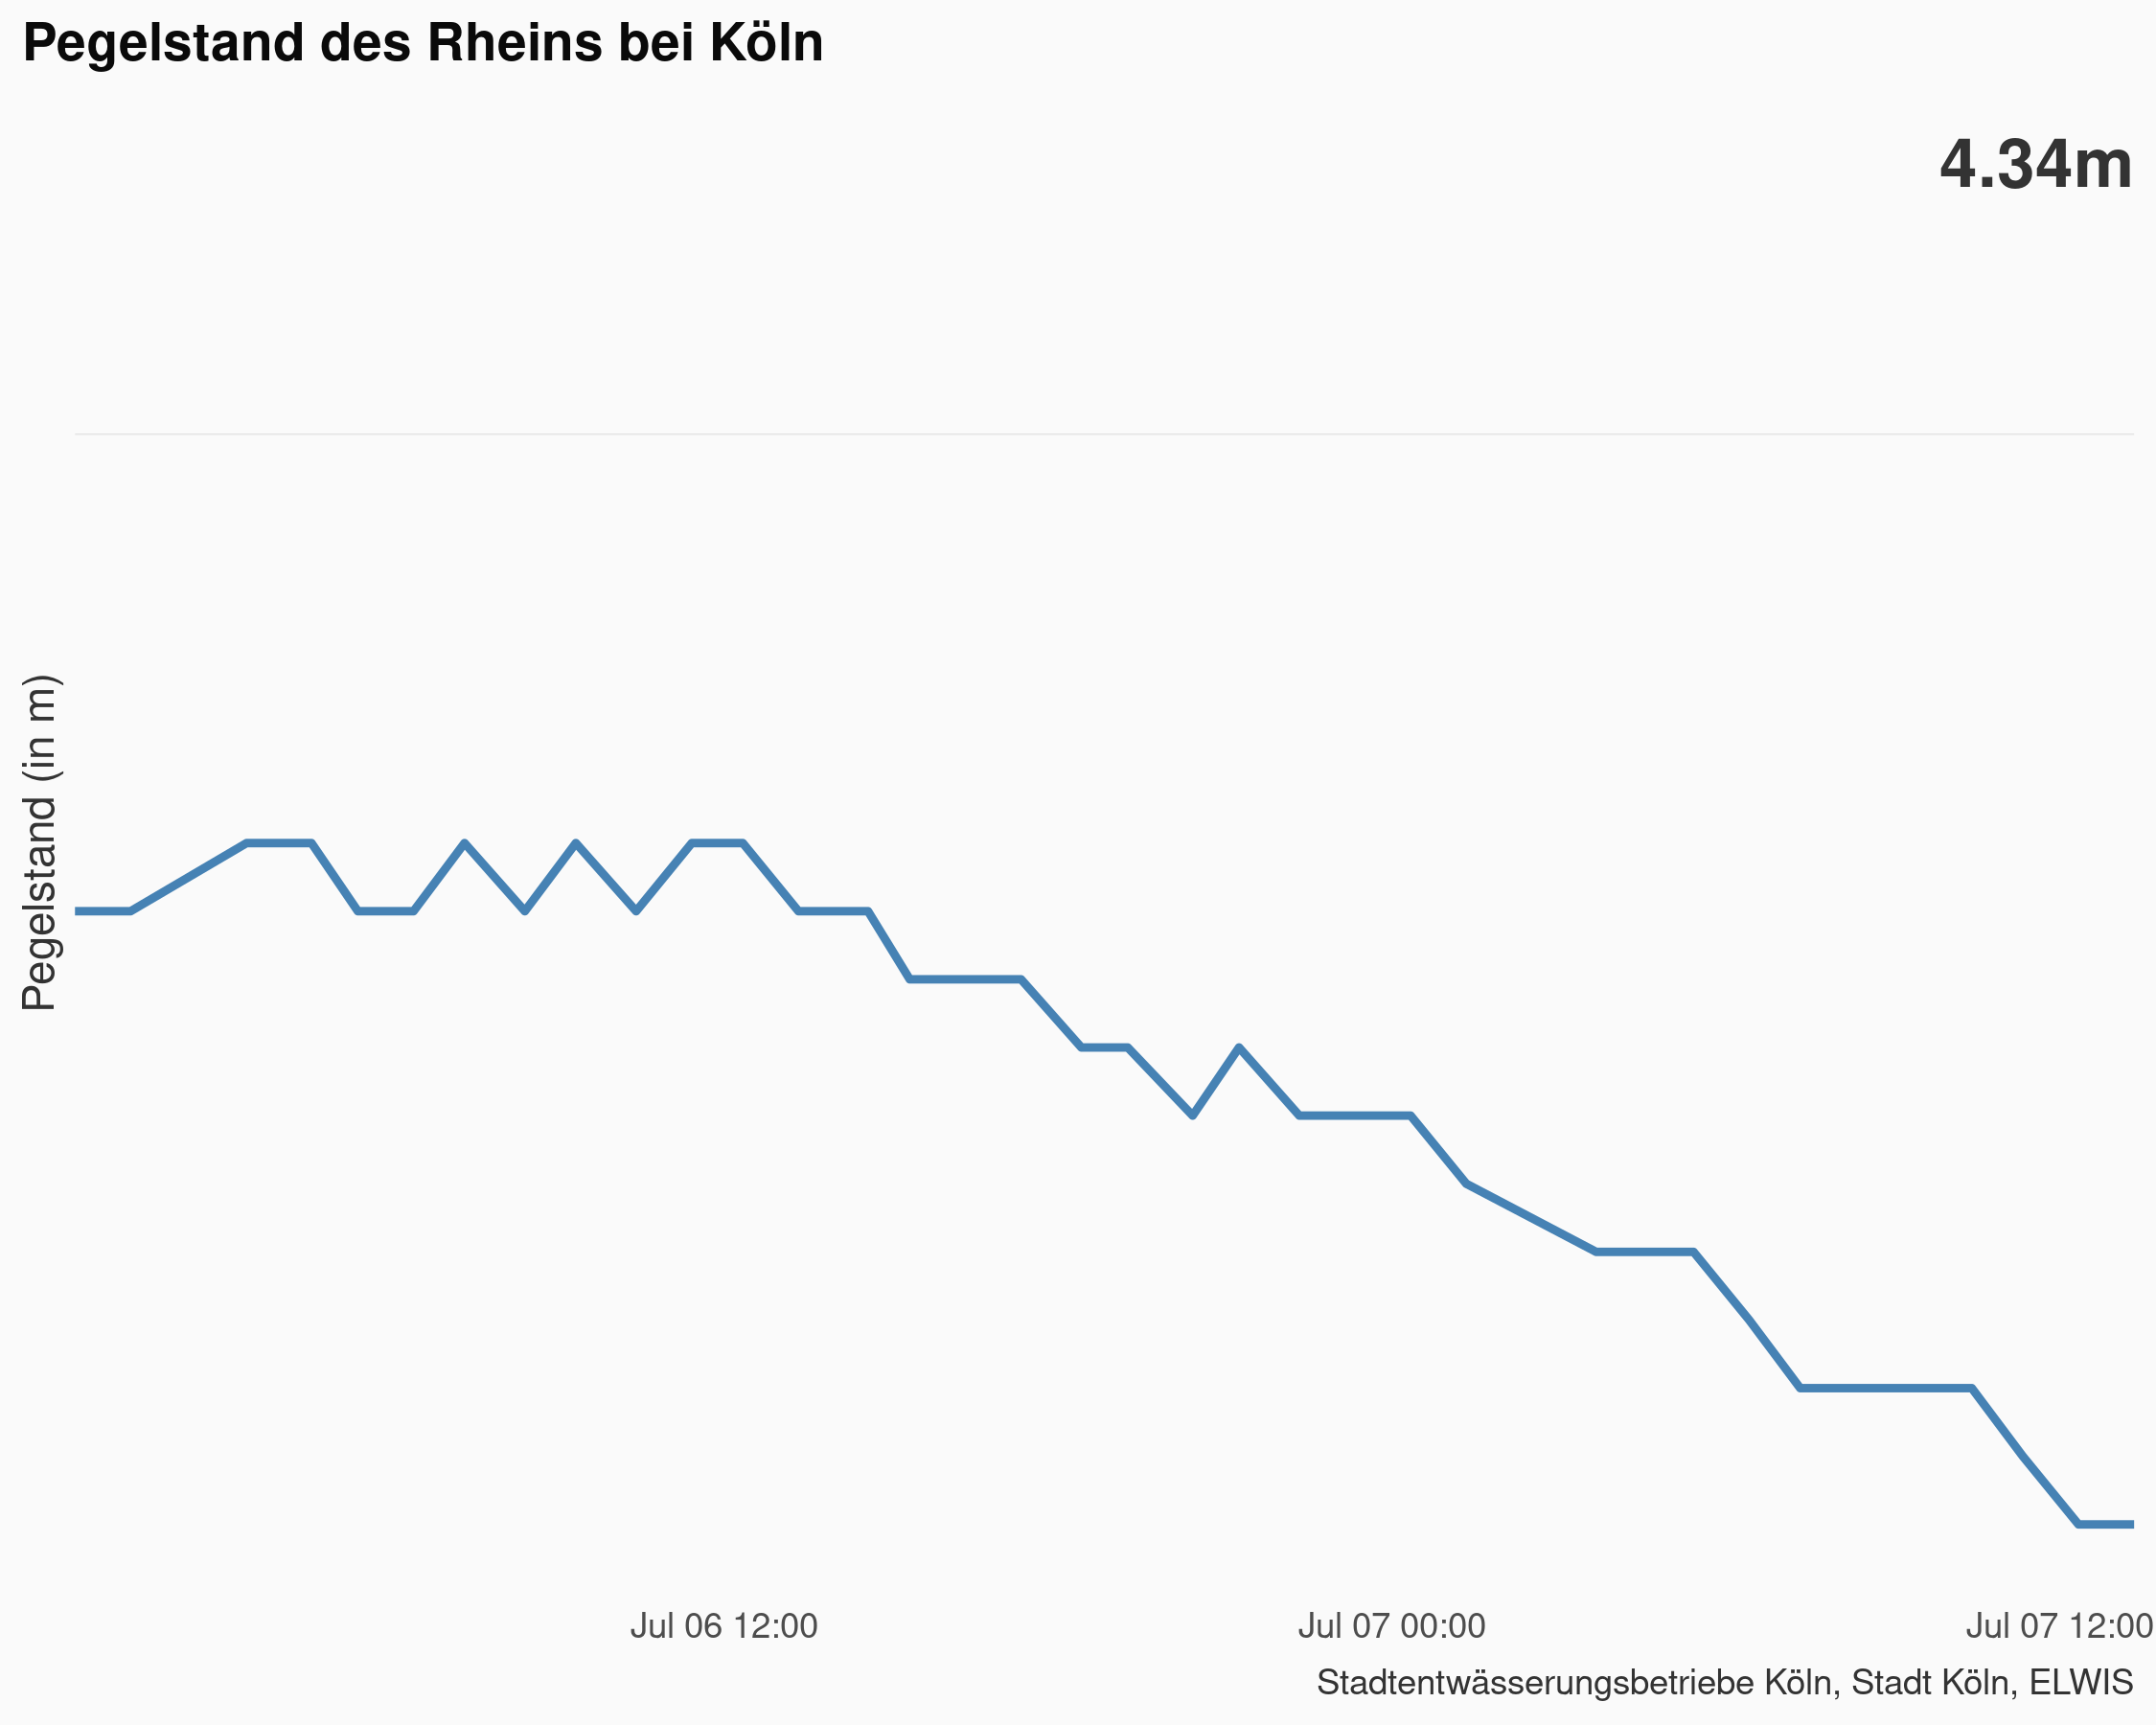 Pegelstand des Rheins bei Köln
4.34m
Pegelstand (in m)
Jul 06 12:00
Jul 07 00:00
Jul 07 12:00
Stadtentwässerungsbetriebe Köln, Stadt Köln, ELWIS